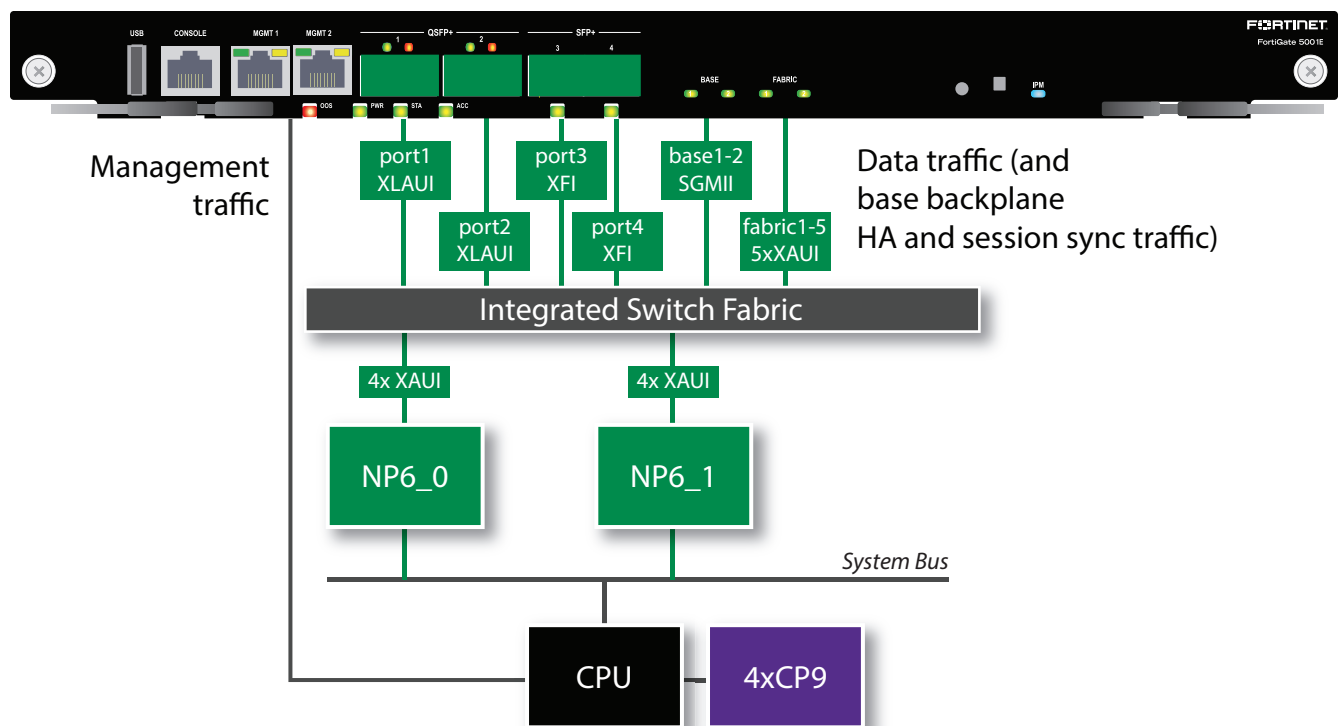 USB
CONSOLE
MGMT 1
MGMT 2
QSFP+
1
2
SFP+
3
4
BASE
FABRIC
IPM
FORTINET
FortiGate 5001E
OOS
PWR
STA
ACC
Management
traffic
port1
XLAUI
port2
XLAUI
port3
XFI
port4
XFI
base1-2
SGMII
fabric1-5
5xXAUI
Data traffic (and
base backplane
HA and session sync traffic)
Integrated Switch Fabric
4x XAUI
4x XAUI
NP6_0
NP6_1
System Bus
CPU
4xCP9